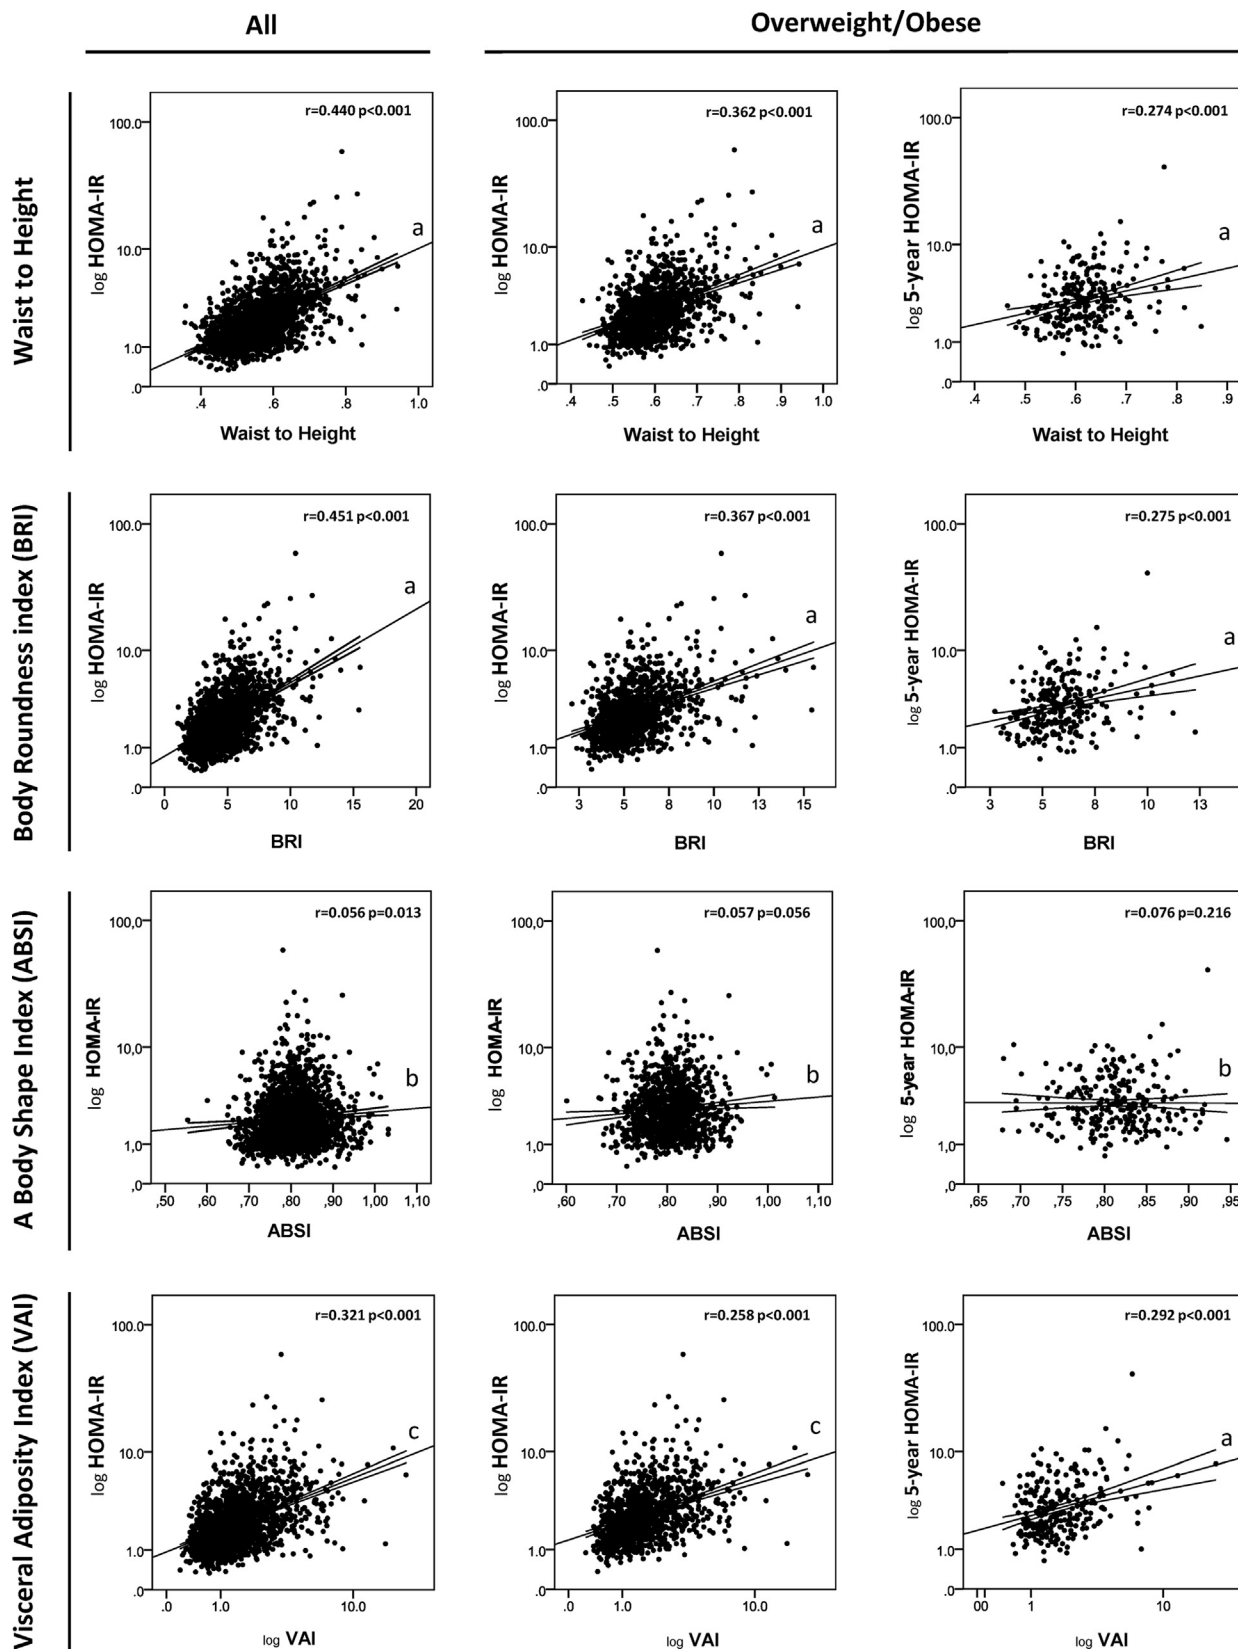 All
Overweight/Obese
Waist to Height
r=0.440 p<0.001
log HOMA-IR
100.0
10.0
1.0
.0
a
.4 .6 .8 1.0
Waist to Height
r=0.362 p<0.001
log HOMA-IR
100.0
10.0
1.0
.0
a
.4 .5 .6 .7 .8 .9 1.0
Waist to Height
r=0.274 p<0.001
log 5-year HOMA-IR
100.0
10.0
1.0
.0
a
.4 .5 .6 .7 .8 .9
Waist to Height
Body Roundness index (BRI)
r=0.451 p<0.001
log HOMA-IR
100.0
10.0
1.0
.0
a
0 5 10 15 20
BRI
r=0.367 p<0.001
log HOMA-IR
100.0
10.0
1.0
.0
a
3 5 8 10 13 15
BRI
r=0.275 p<0.001
log 5-year HOMA-IR
100.0
10.0
1.0
.0
a
3 5 8 10 13
BRI
A Body Shape Index (ABSI)
r=0.056 p=0.013
log HOMA-IR
100,0
10,0
1,0
,0
b
,50 ,60 ,70 ,80 ,90 1,00 1,10
ABSI
r=0.057 p=0.056
log HOMA-IR
100,0
10,0
1,0
,0
b
,60 ,70 ,80 ,90 1,00 1,10
ABSI
r=0.076 p=0.216
log 5-year HOMA-IR
100,0
10,0
1,0
,0
b
,65 ,70 ,75 ,80 ,85 ,90 ,95
ABSI
Visceral Adiposity Index (VAI)
r=0.321 p<0.001
log HOMA-IR
100.0
10.0
1.0
.0
c
.0 1.0 10.0
log VAI
r=0.258 p<0.001
log HOMA-IR
100.0
10.0
1.0
.0
c
.0 1.0 10.0
log VAI
r=0.292 p<0.001
log 5-year HOMA-IR
100.0
10.0
1.0
.0
a
00 1 10
log VAI